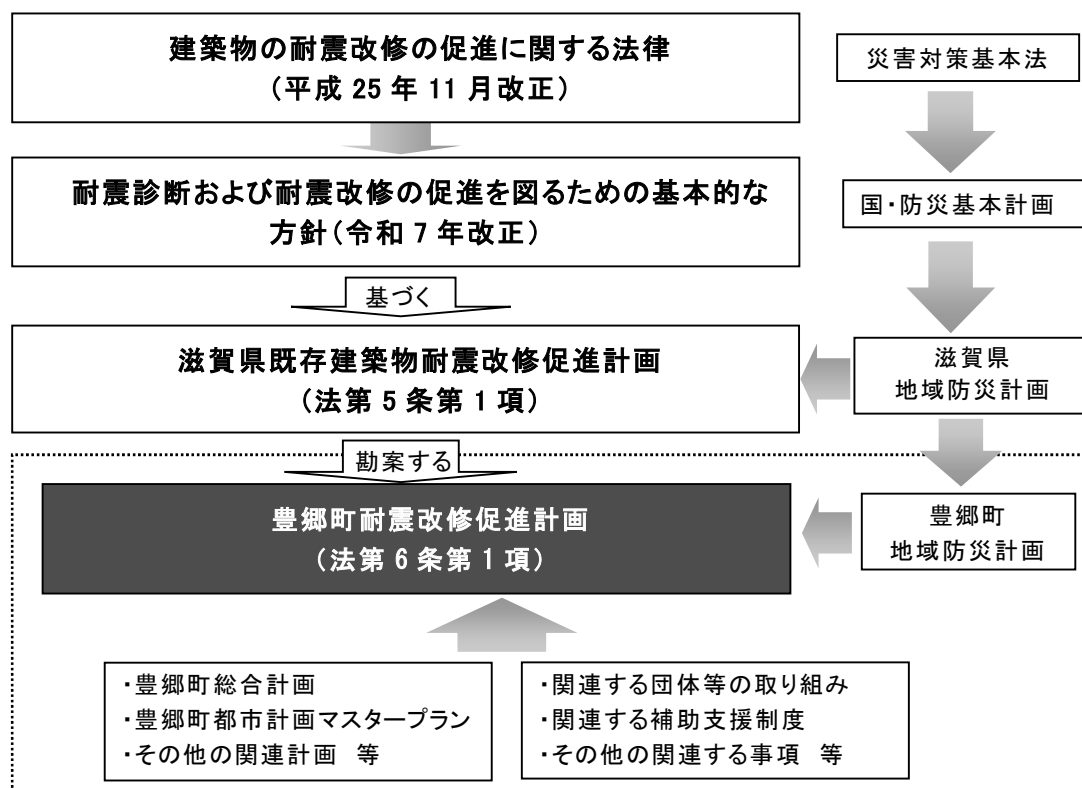 建築物の耐震改修の促進に関する法律
（平成 25 年 11 月改正）
災害対策基本法
耐震診断および耐震改修の促進を図るための基本的な
方針（令和 7 年改正）
国・防災基本計画
基づく
滋賀県既存建築物耐震改修促進計画
（法第 5 条第 1 項）
滋賀県
地域防災計画
勘案する
豊郷町耐震改修促進計画
（法第 6 条第 1 項）
豊郷町
地域防災計画
・豊郷町総合計画
・豊郷町都市計画マスタープラン
・その他の関連計画　等
・関連する団体等の取り組み
・関連する補助支援制度
・その他の関連する事項　等